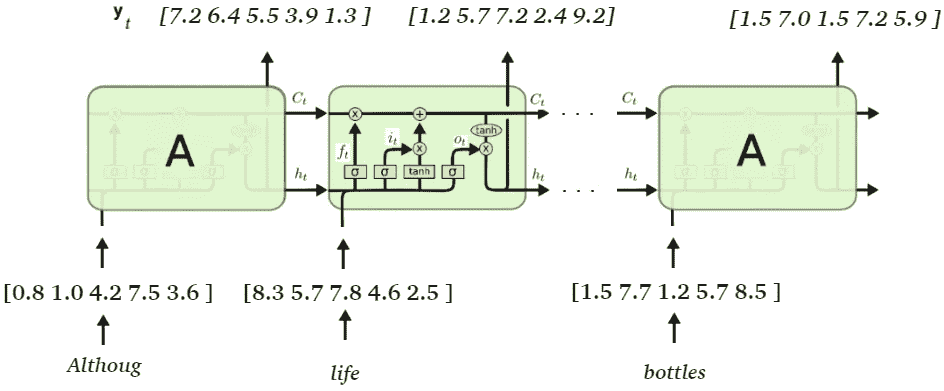 y_t [7.2 6.4 5.5 3.9 1.3 ] [1.2 5.7 7.2 2.4 9.2] [1.5 7.0 1.5 7.2 5.9 ]
C_t C_t C_t
x + tanh
A f_t i_t x o_t x A
σ σ tanh σ
h_t h_t h_t
[0.8 1.0 4.2 7.5 3.6 ] [8.3 5.7 7.8 4.6 2.5 ] [1.5 7.7 1.2 5.7 8.5 ]
Althoug life bottles